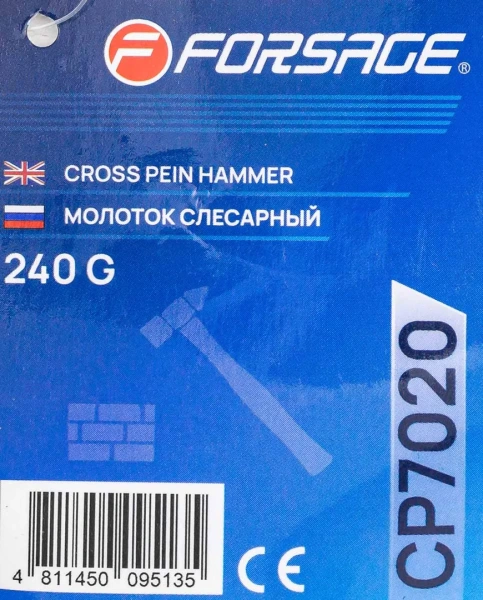 FORSAGE®
CROSS PEIN HAMMER
МОЛОТОК СЛЕСАРНЫЙ
240 G
CP7020
4 811450 095135
CE